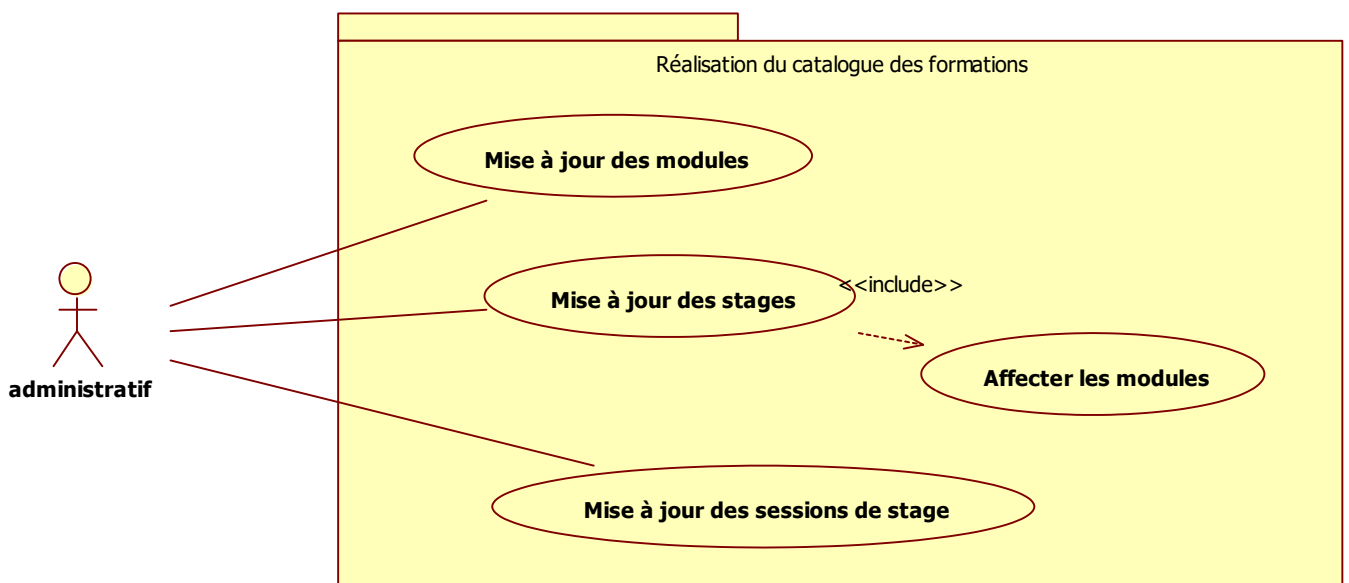 Réalisation du catalogue des formations
Mise à jour des modules
Mise à jour des stages
<<include>>
Affecter les modules
administratif
Mise à jour des sessions de stage